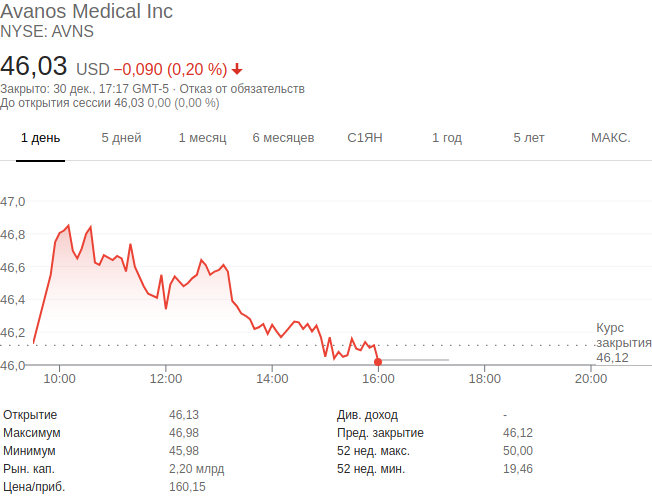 Avanos Medical Inc
NYSE: AVNS
46,03 USD −0,090 (0,20 %)
Закрыто: 30 дек., 17:17 GMT-5 · Отказ от обязательств
До открытия сессии 46,03 0,00 (0,00 %)
1 день 5 дней 1 месяц 6 месяцев С1ЯН 1 год 5 лет МАКС.
47,0
46,8
46,6
46,4
46,2
46,0
Курс
закрытия
46,12
10:00 12:00 14:00 16:00 18:00 20:00
Открытие 46,13 Див. доход -
Максимум 46,98 Пред. закрытие 46,12
Минимум 45,98 52 нед. макс. 50,00
Рын. кап. 2,20 млрд 52 нед. мин. 19,46
Цена/приб. 160,15